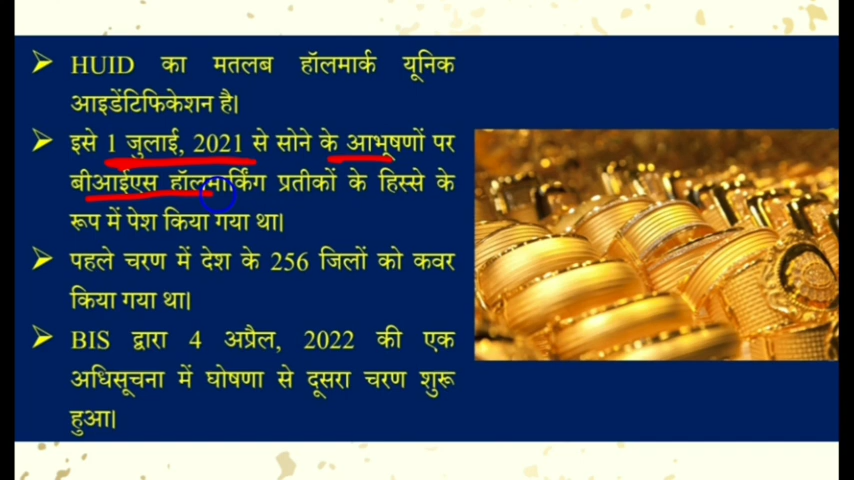 HUID का मतलब हॉलमार्क यूनिक
आइडेंटिफिकेशन है।
इसे 1 जुलाई, 2021 से सोने के आभूषणों पर
बीआईएस हॉलमार्किंग प्रतीकों के हिस्से के
रूप में पेश किया गया था।
पहले चरण में देश के 256 जिलों को कवर
किया गया था।
BIS द्वारा 4 अप्रैल, 2022 की एक
अधिसूचना में घोषणा से दूसरा चरण शुरू
हुआ।